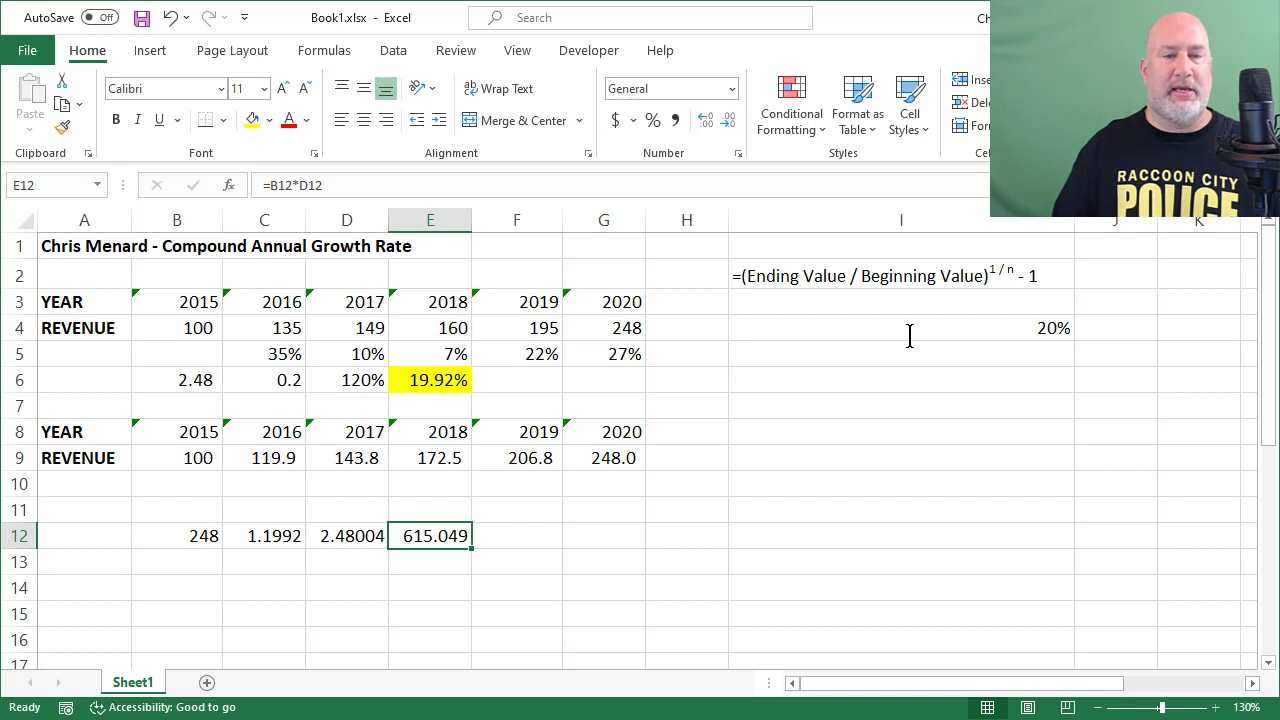 AutoSave Off Book1.xlsx - Excel Search Ch
File Home Insert Page Layout Formulas Data Review View Developer Help
Paste Calibri 11 A A Wrap Text General Conditional Formatting Format as Table Cell Styles Inse
B I U Merge & Center $ % , Dele
Form
Clipboard Font Alignment Number Styles Ce
RACCOON CITY
POLICE
E12 fx =B12*D12
A B C D E F G H I J K
1 Chris Menard - Compound Annual Growth Rate
2 =(Ending Value / Beginning Value)1 / n - 1
3 YEAR 2015 2016 2017 2018 2019 2020
4 REVENUE 100 135 149 160 195 248 20%
5 35% 10% 7% 22% 27%
6 2.48 0.2 120% 19.92%
7
8 YEAR 2015 2016 2017 2018 2019 2020
9 REVENUE 100 119.9 143.8 172.5 206.8 248.0
10
11
12 248 1.1992 2.48004 615.049
13
14
15
16
17
Sheet1
Ready Accessibility: Good to go 130%